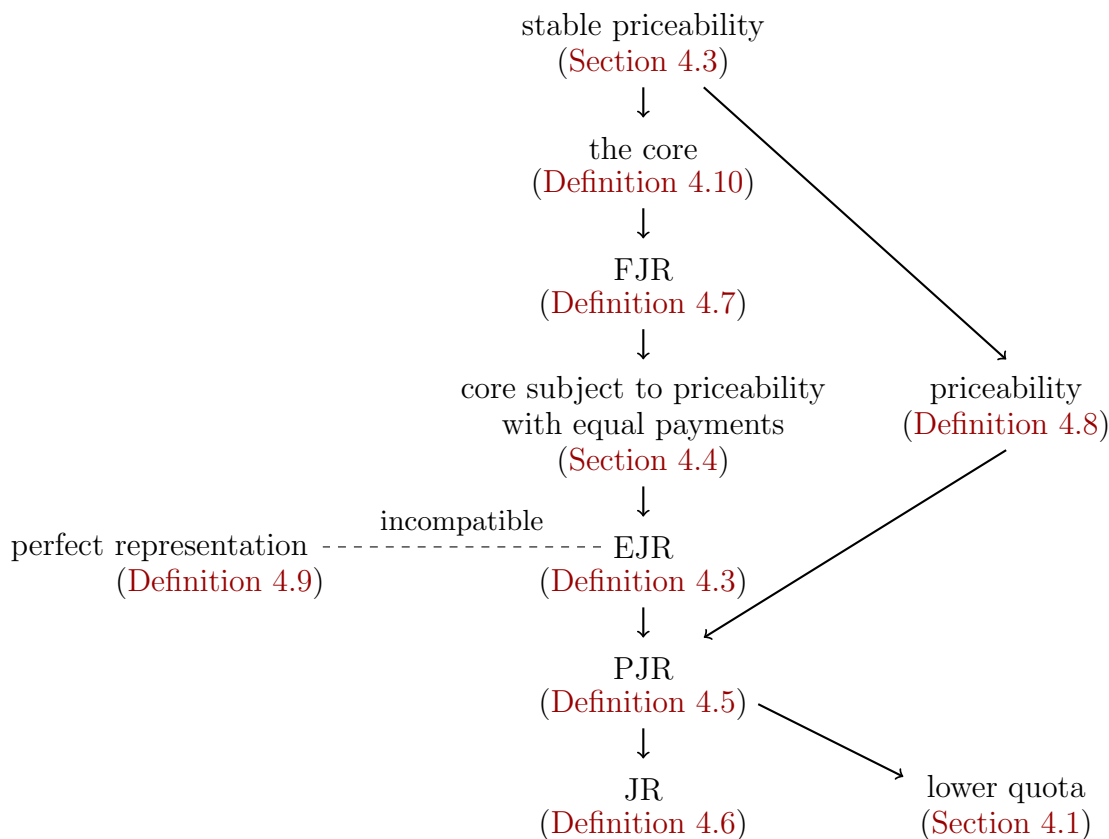 stable priceability
(Section 4.3)
the core
(Definition 4.10)
FJR
(Definition 4.7)
core subject to priceability
with equal payments
(Section 4.4)
priceability
(Definition 4.8)
incompatible
perfect representation
(Definition 4.9)
EJR
(Definition 4.3)
PJR
(Definition 4.5)
JR
(Definition 4.6)
lower quota
(Section 4.1)